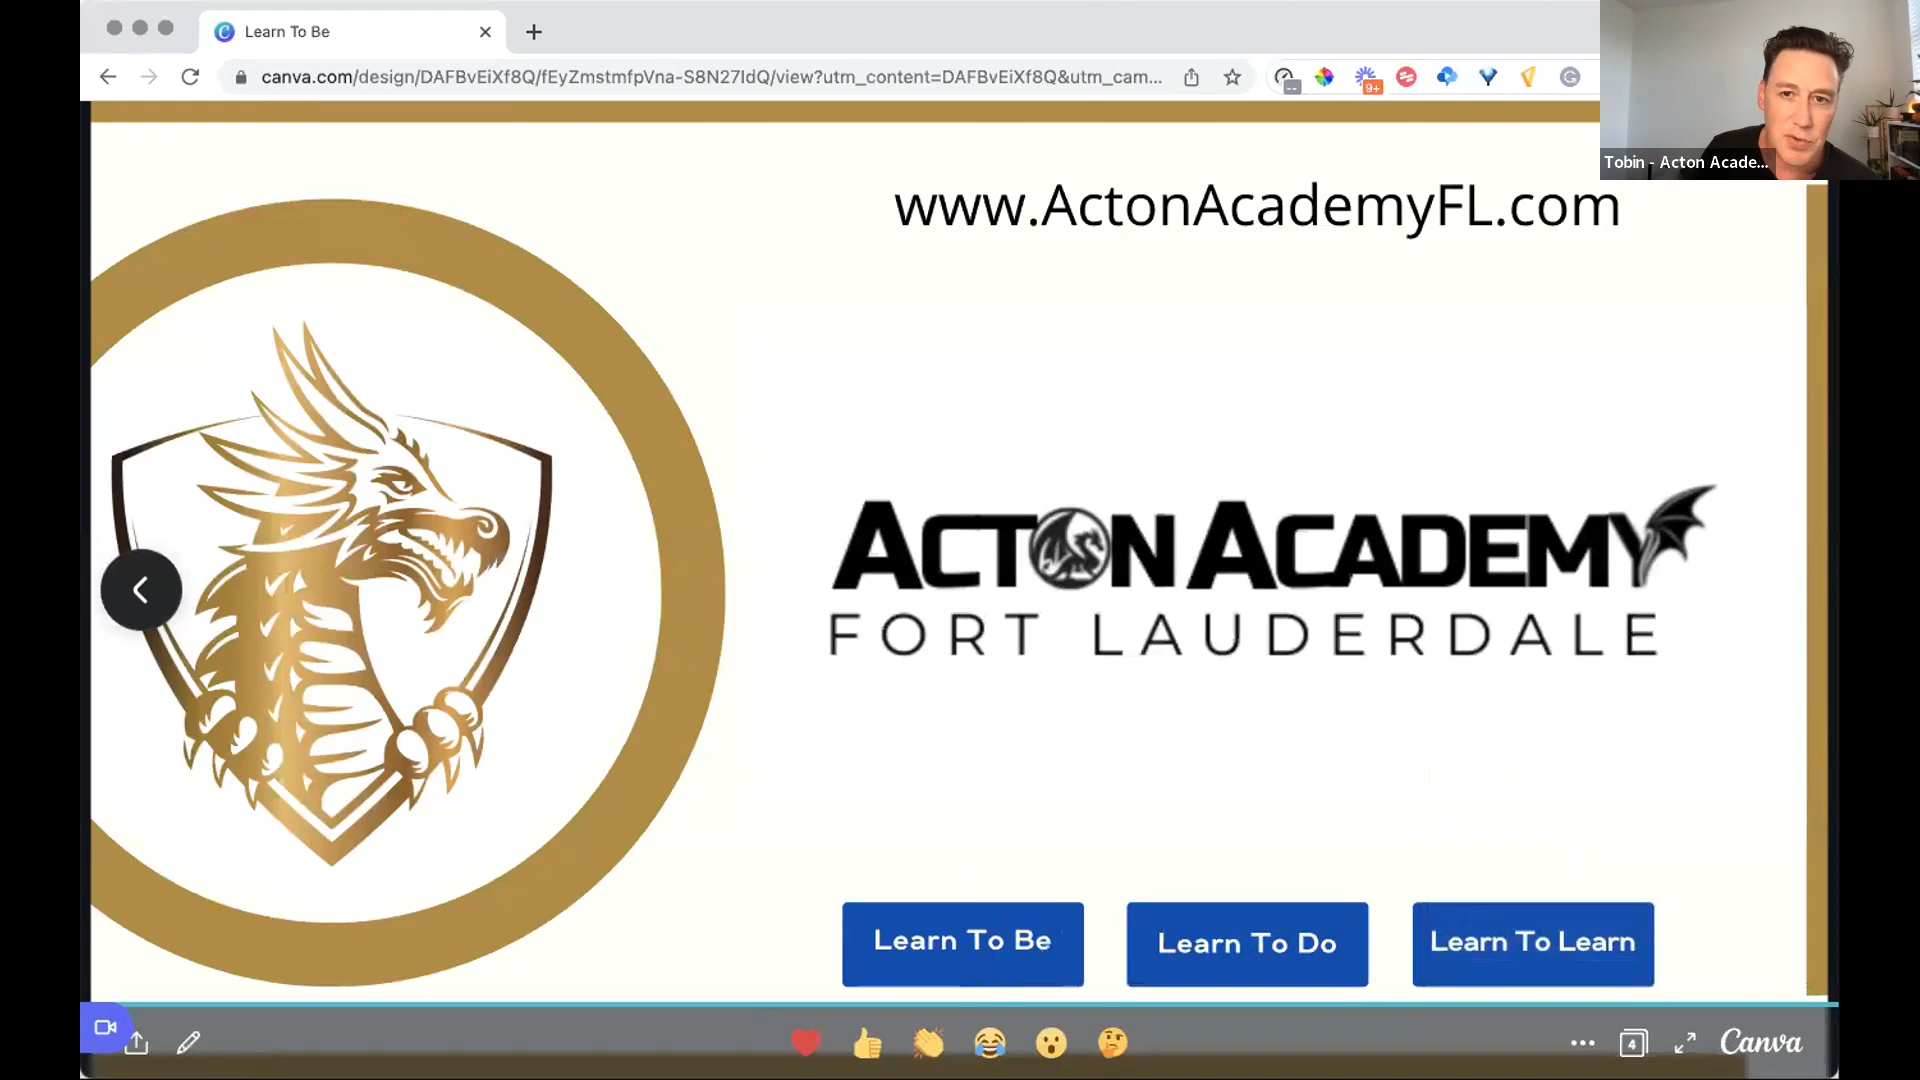 Learn To Be
canva.com/design/DAFBvEiXf8Q/fEyZmstmfpVna-S8N27IdQ/view?utm_content=DAFBvEiXf8Q&utm_cam...
9+
Tobin - Acton Acade...
www.ActonAcademyFL.com
ACTON ACADEMY
FORT LAUDERDALE
Learn To Be
Learn To Do
Learn To Learn
4
Canva